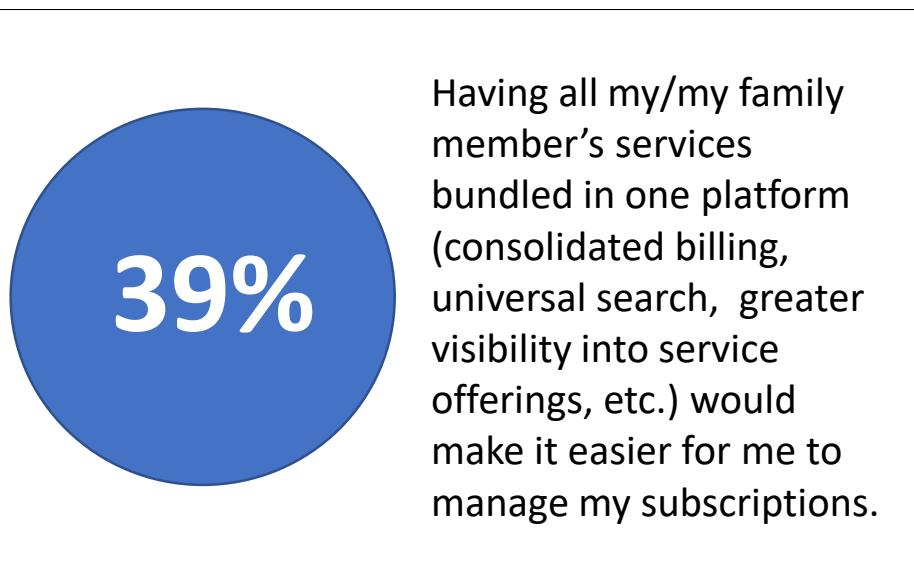 39%
Having all my/my family
member’s services
bundled in one platform
(consolidated billing,
universal search,  greater
visibility into service
offerings, etc.) would
make it easier for me to
manage my subscriptions.